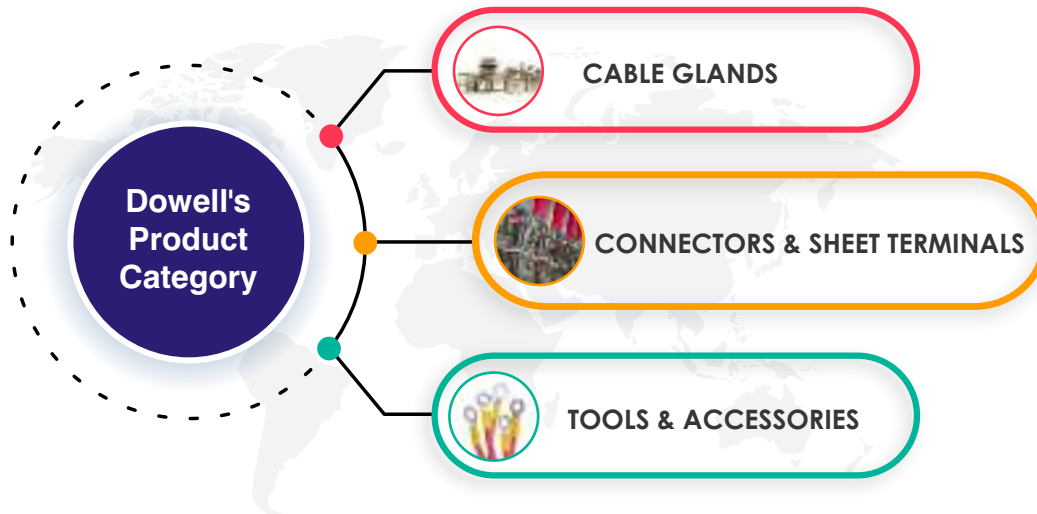 Dowell's
Product
Category
CABLE GLANDS
CONNECTORS & SHEET TERMINALS
TOOLS & ACCESSORIES